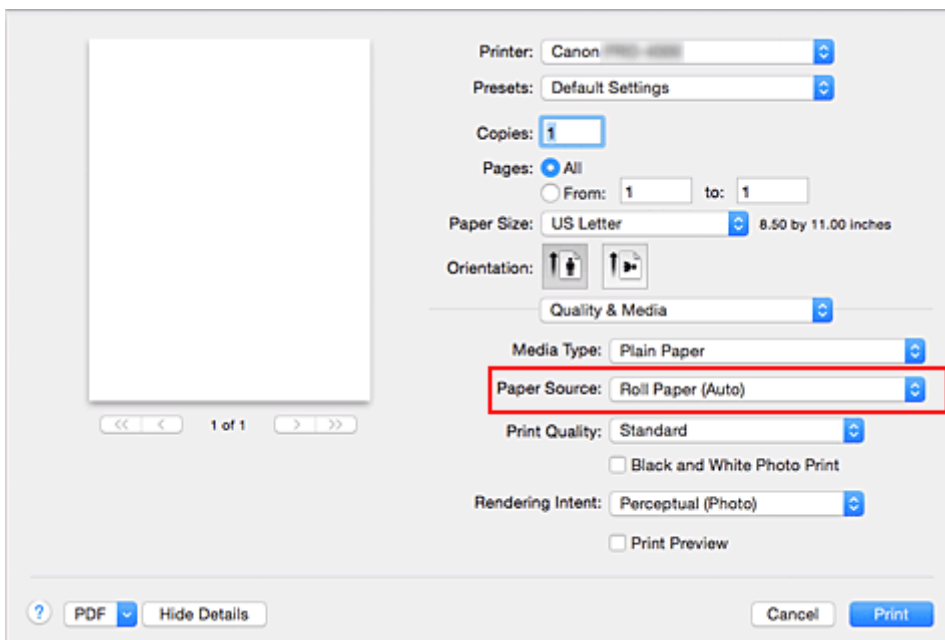 Printer: Canon
Presets: Default Settings
Copies: 1
Pages: All
From: 1 to: 1
Paper Size: US Letter 8.50 by 11.00 inches
Orientation:
Quality & Media
Media Type: Plain Paper
Paper Source: Roll Paper (Auto)
1 of 1
Print Quality: Standard
Black and White Photo Print
Rendering Intent: Perceptual (Photo)
Print Preview
? PDF Hide Details Cancel Print